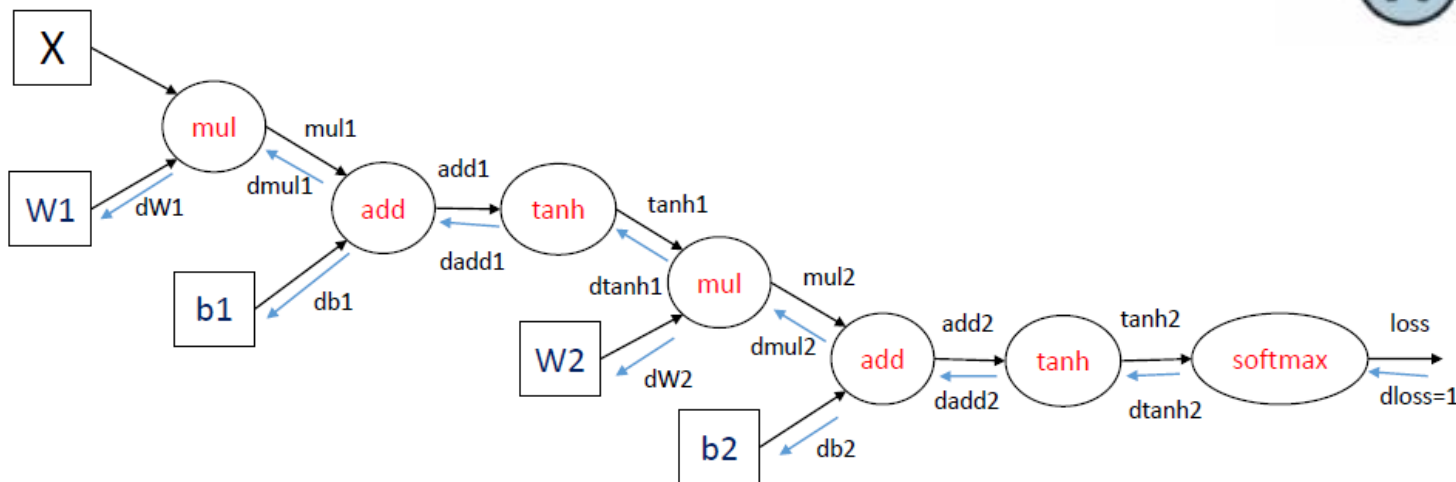 X
mul
mul1
W1
dW1
dmul1
add
add1
tanh
tanh1
b1
db1
dadd1
dtanh1
mul
mul2
W2
dW2
dmul2
add
add2
tanh
tanh2
softmax
loss
b2
db2
dadd2
dtanh2
dloss=1